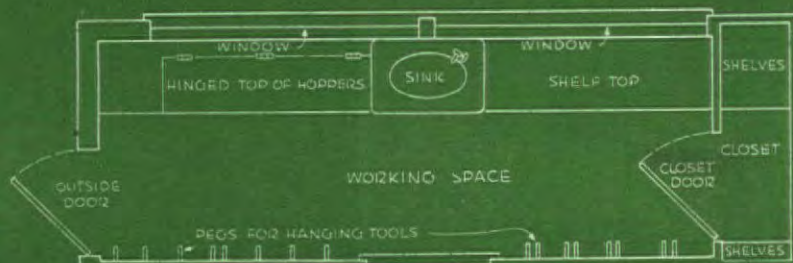 WINDOW
WINDOW
HINGED TOP OF HOPPERS
SINK
SHELF TOP
SHELVES
CLOSET
OUTSIDE
DOOR
WORKING SPACE
CLOSET
DOOR
PEGS FOR HANGING TOOLS
SHELVES